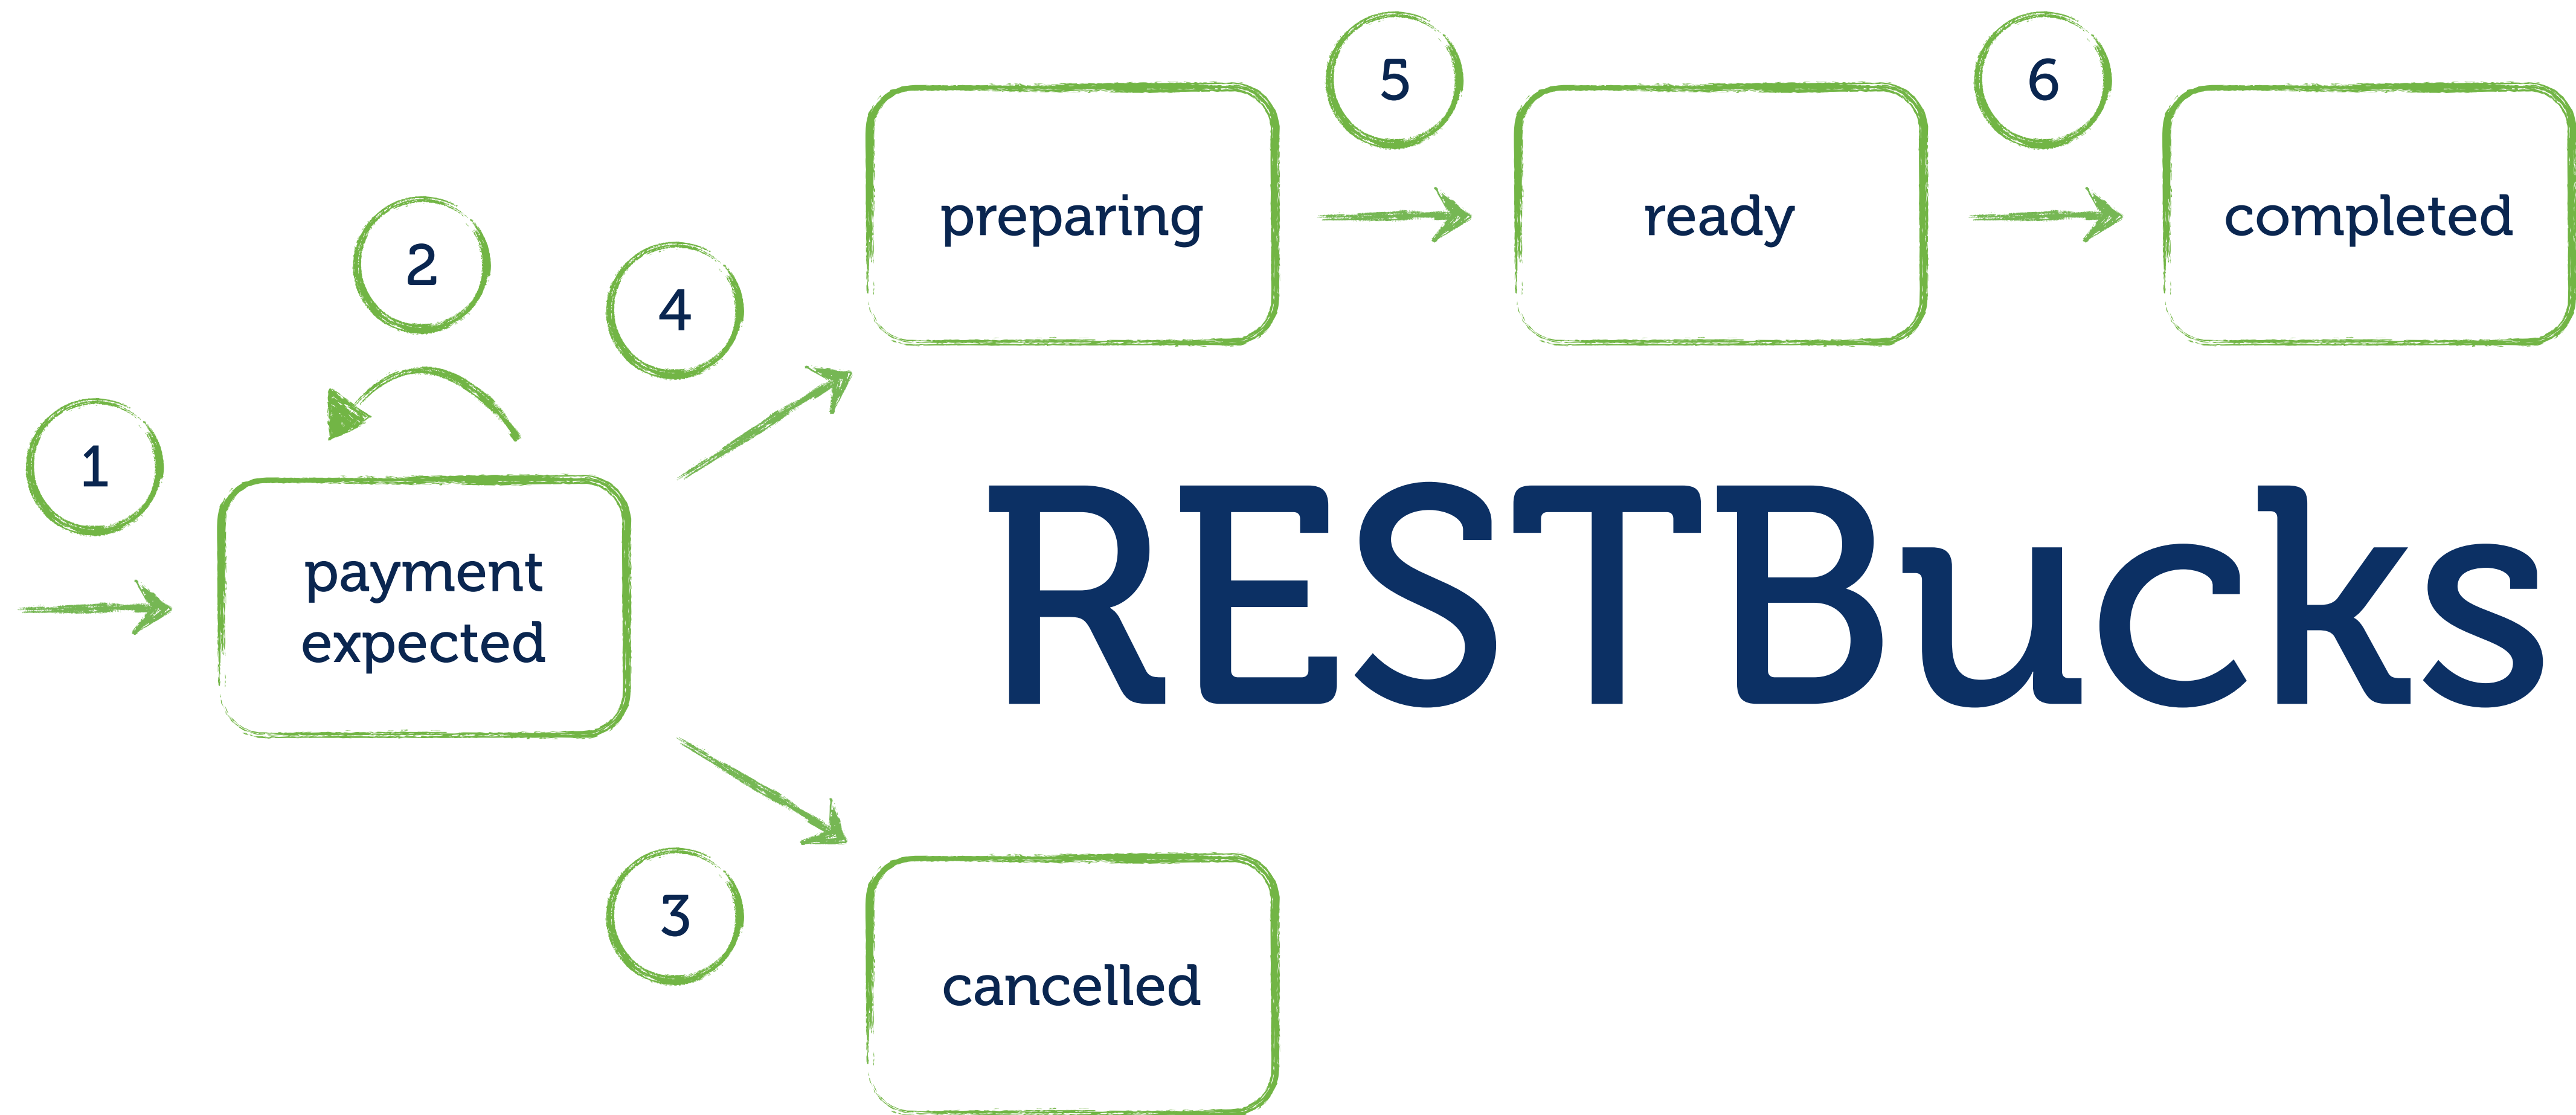 5
6
preparing
ready
completed
2
4
1
payment
expected
RESTBucks
3
cancelled